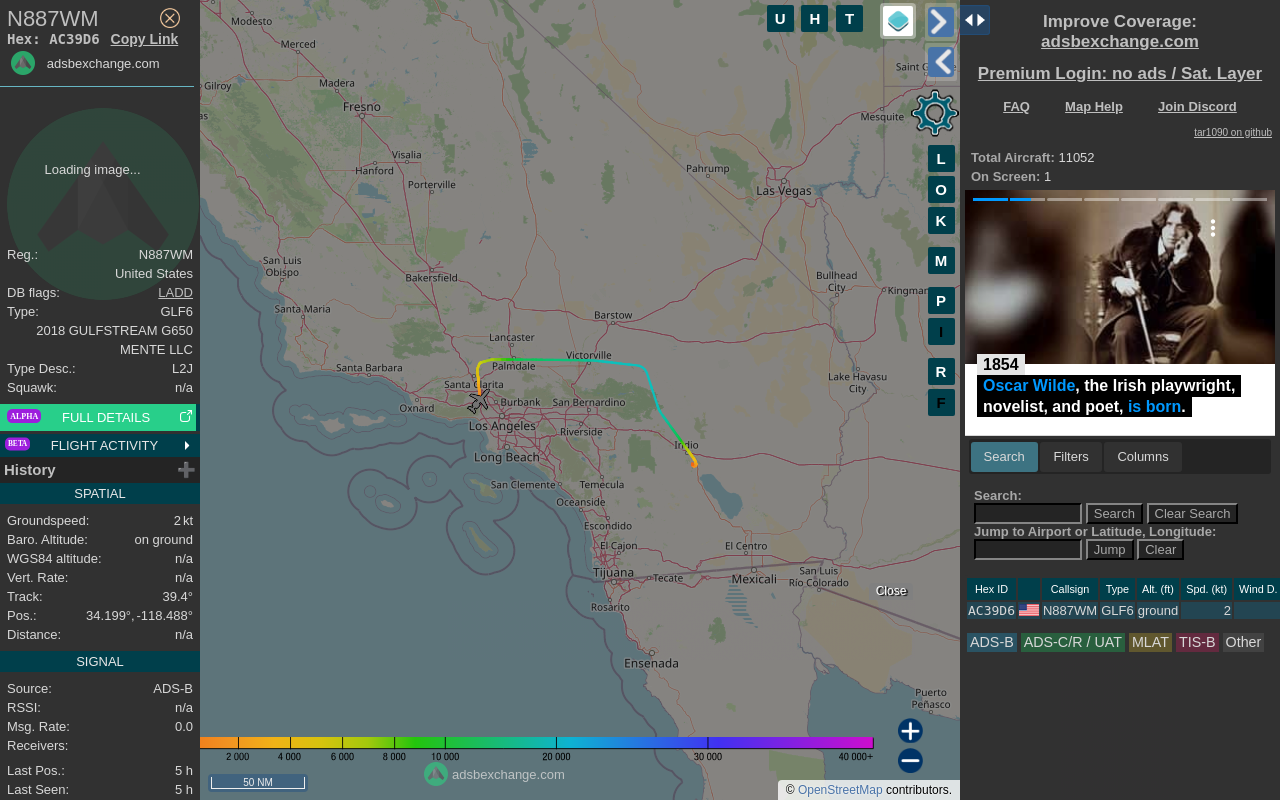 N887WM
Hex: AC39D6 Copy Link
adsbexchange.com
Loading image...
Reg.: N887WM
United States
DB flags: LADD
Type: GLF6
2018 GULFSTREAM G650
MENTE LLC
Type Desc.: L2J
Squawk: n/a
ALPHA FULL DETAILS
BETA FLIGHT ACTIVITY
History
SPATIAL
Groundspeed: 2 kt
Baro. Altitude: on ground
WGS84 altitude: n/a
Vert. Rate: n/a
Track: 39.4°
Pos.: 34.199°, -118.488°
Distance: n/a
SIGNAL
Source: ADS-B
RSSI: n/a
Msg. Rate: 0.0
Receivers:
Last Pos.: 5 h
Last Seen: 5 h
U H T
Modesto
Merced
Gilroy
Madera
Fresno
Visalia
Hanford
Porterville
San Luis
Obispo
Bakersfield
Santa Maria
Santa Barbara
Lancaster
Palmdale
Santa Clarita
Oxnard
Burbank
Los Angeles
Long Beach
San Bernardino
Riverside
Victorville
Barstow
Indio
San Clemente
Temecula
Oceanside
Escondido
El Cajon
Tijuana
Tecate
Rosarito
Ensenada
El Centro
Mexicali
San Luis
Río Colorado
Puerto
Peñasco
Lake Havasu
City
Bullhead
City
Kingman
Las Vegas
Pahrump
Mesquite
L
O
K
M
P
I
R
F
Close
2 000 4 000 6 000 8 000 10 000 20 000 30 000 40 000+
50 NM
adsbexchange.com
© OpenStreetMap contributors.
Improve Coverage:
adsbexchange.com
Premium Login: no ads / Sat. Layer
FAQ Map Help Join Discord
tar1090 on github
Total Aircraft: 11052
On Screen: 1
1854
Oscar Wilde, the Irish playwright,
novelist, and poet, is born.
Search Filters Columns
Search:
Search Clear Search
Jump to Airport or Latitude, Longitude:
Jump Clear
Hex ID Callsign Type Alt. (ft) Spd. (kt) Wind D.
AC39D6 N887WM GLF6 ground 2
ADS-B ADS-C/R / UAT MLAT TIS-B Other